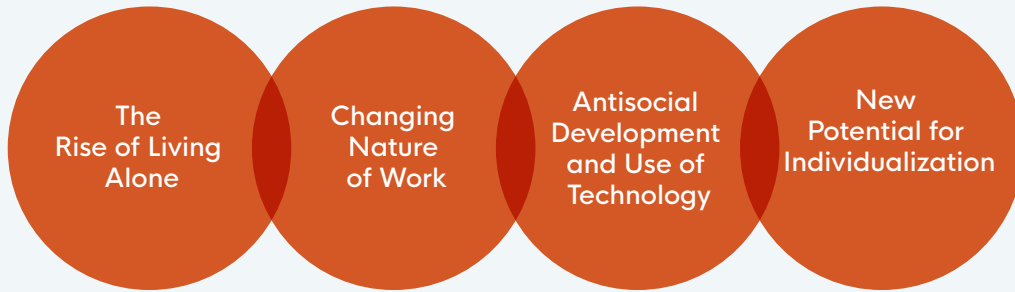 The
Rise of Living
Alone
Changing
Nature
of Work
Antisocial
Development
and Use of
Technology
New
Potential for
Individualization